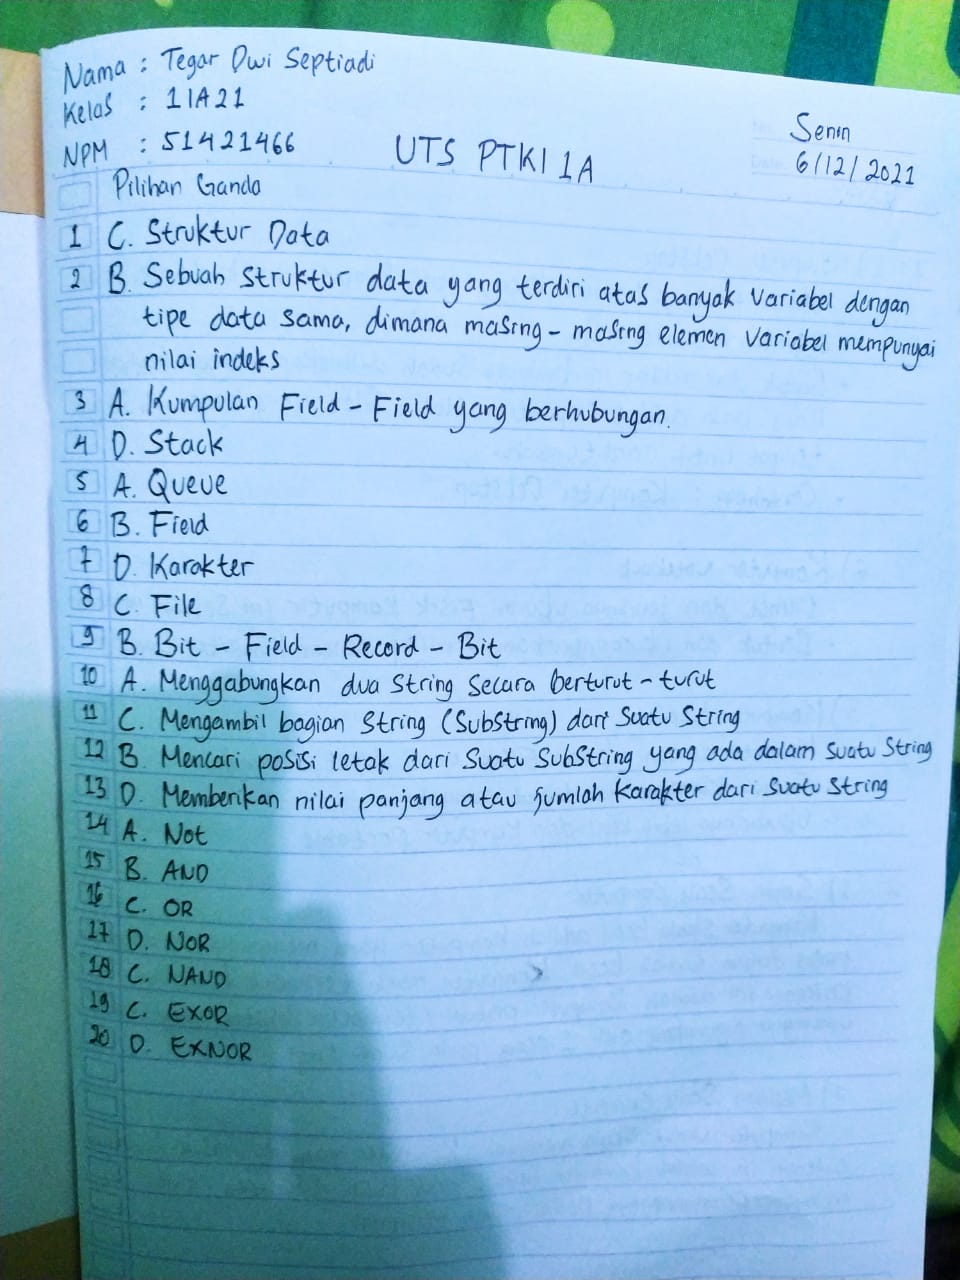 Nama : Tegar Dwi Septiadi
Kelas : 1IA21
NPM : 51421466
UTS PTKI 1A
Senin
6/12/2021
Pilihan Ganda
1 C. Struktur Data
2 B. Sebuah Struktur data yang terdiri atas banyak variabel dengan
tipe data sama, dimana masing - masing elemen variabel mempunyai
nilai indeks
3 A. Kumpulan Field - Field yang berhubungan.
4 D. Stack
5 A. Queue
6 B. Field
7 D. Karakter
8 C. File
9 B. Bit - Field - Record - Bit
10 A. Menggabungkan dua String Secara berturut - turut
11 C. Mengambil bagian String (SubString) dari Suatu String
12 B. Mencari posisi letak dari Suatu SubString yang ada dalam Suatu String
13 D. Memberikan nilai panjang atau jumlah Karakter dari Suatu String
14 A. Not
15 B. AND
16 C. OR
17 D. NOR
18 C. NAND
19 C. EXOR
20 D. EXNOR